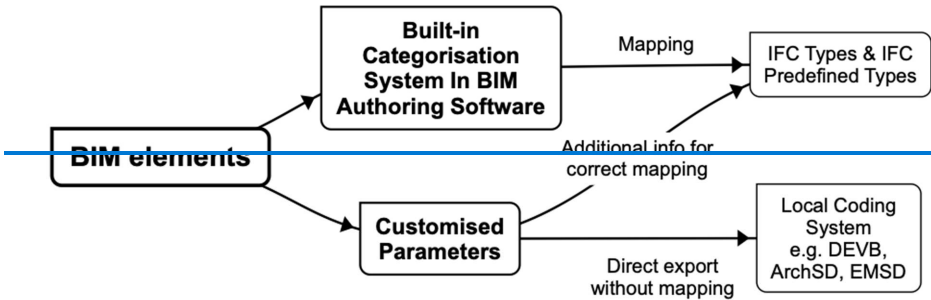 Built-in
Categorisation
System In BIM
Authoring Software
Mapping
IFC Types & IFC
Predefined Types
BIM elements
Additional info for
correct mapping
Customised
Parameters
Direct export
without mapping
Local Coding
System
e.g. DEVB,
ArchSD, EMSD